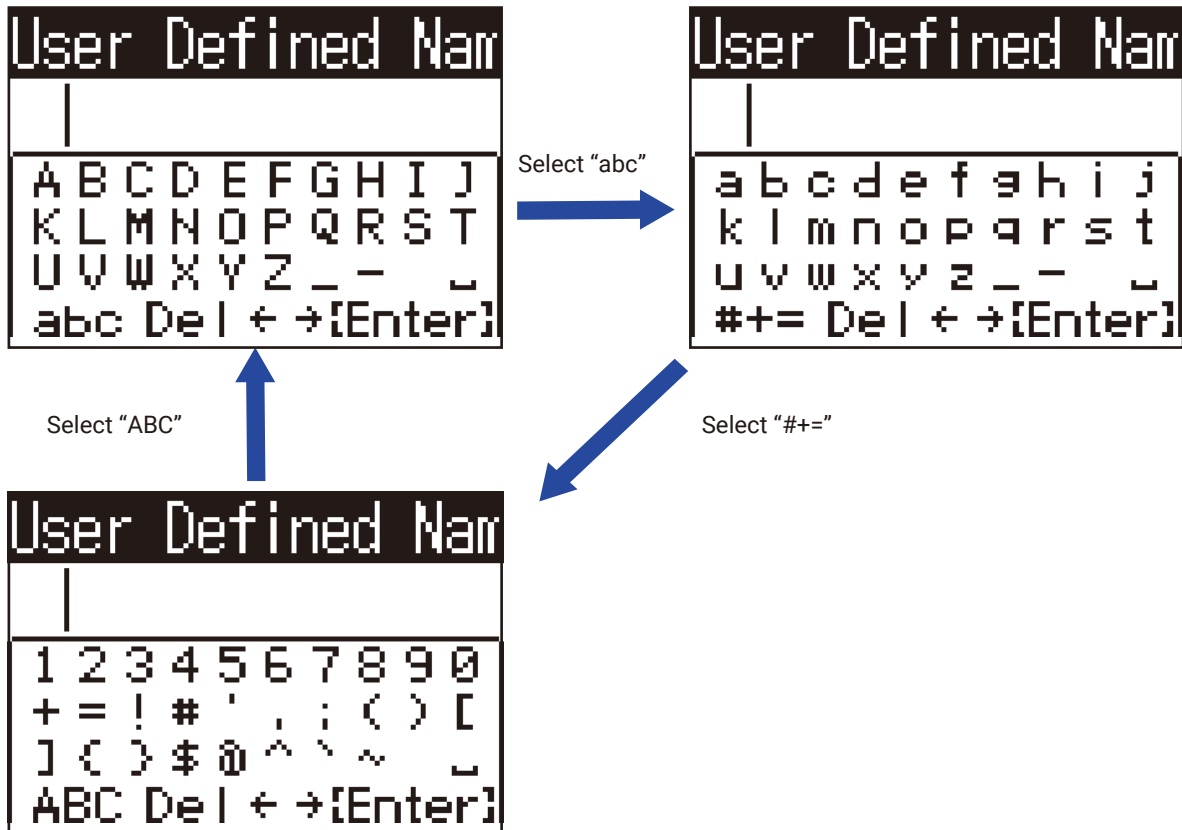 User Defined Nam
A B C D E F G H I J
K L M N O P Q R S T
U V W X Y Z _ - ␣
abc Del ← → [Enter]
Select “abc”
User Defined Nam
a b c d e f g h i j
k l m n o p q r s t
u v w x y z _ - ␣
#+= Del ← → [Enter]
Select “ABC”
Select “#+=”
User Defined Nam
1 2 3 4 5 6 7 8 9 0
+ = ! # ' , ; ( ) [
] { } $ @ ^ ` ~ ␣
ABC Del ← → [Enter]